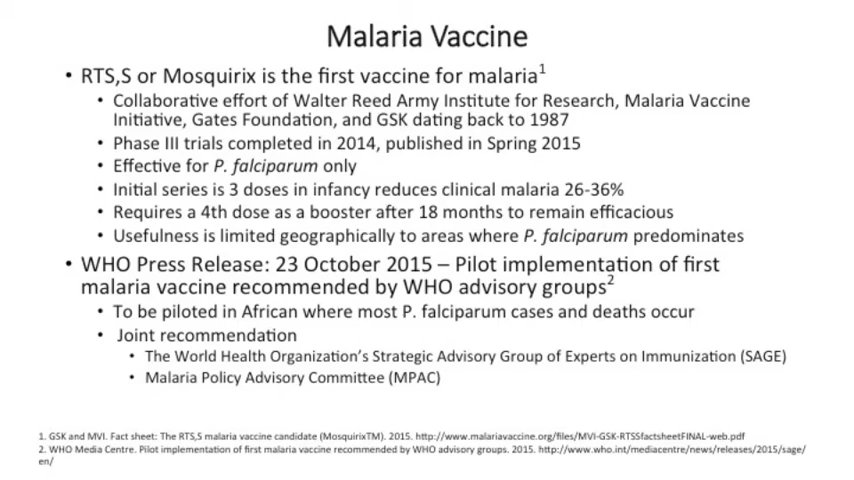 Malaria Vaccine
• RTS,S or Mosquirix is the first vaccine for malaria1
• Collaborative effort of Walter Reed Army Institute for Research, Malaria Vaccine
Initiative, Gates Foundation, and GSK dating back to 1987
• Phase III trials completed in 2014, published in Spring 2015
• Effective for P. falciparum only
• Initial series is 3 doses in infancy reduces clinical malaria 26-36%
• Requires a 4th dose as a booster after 18 months to remain efficacious
• Usefulness is limited geographically to areas where P. falciparum predominates
• WHO Press Release: 23 October 2015 – Pilot implementation of first
malaria vaccine recommended by WHO advisory groups2
• To be piloted in African where most P. falciparum cases and deaths occur
• Joint recommendation
• The World Health Organization's Strategic Advisory Group of Experts on Immunization (SAGE)
• Malaria Policy Advisory Committee (MPAC)
1. GSK and MVI. Fact sheet: The RTS,S malaria vaccine candidate (MosquirixTM). 2015. http://www.malariavaccine.org/files/MVI-GSK-RTSSfactsheetFINAL-web.pdf
2. WHO Media Centre. Pilot implementation of first malaria vaccine recommended by WHO advisory groups. 2015. http://www.who.int/mediacentre/news/releases/2015/sage/
en/